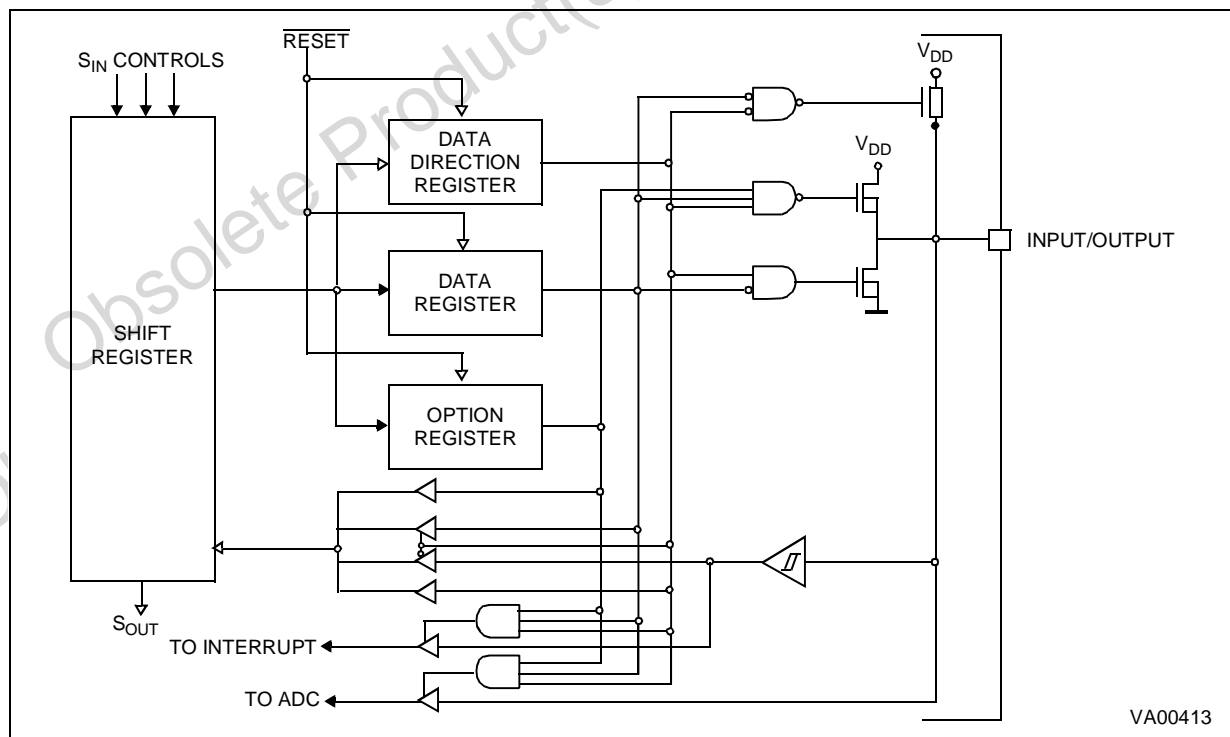 RESET
S_IN CONTROLS
V_DD
DATA
DIRECTION
REGISTER
V_DD
INPUT/OUTPUT
DATA
REGISTER
SHIFT
REGISTER
OPTION
REGISTER
S_OUT
TO INTERRUPT
TO ADC
VA00413
Obsolete Product(